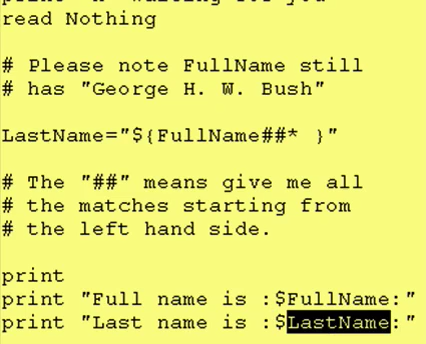 read Nothing
# Please note FullName still
# has "George H. W. Bush"
LastName="${FullName##* }"
# The "##" means give me all
# the matches starting from
# the left hand side.
print
print "Full name is :$FullName:"
print "Last name is :$LastName:"